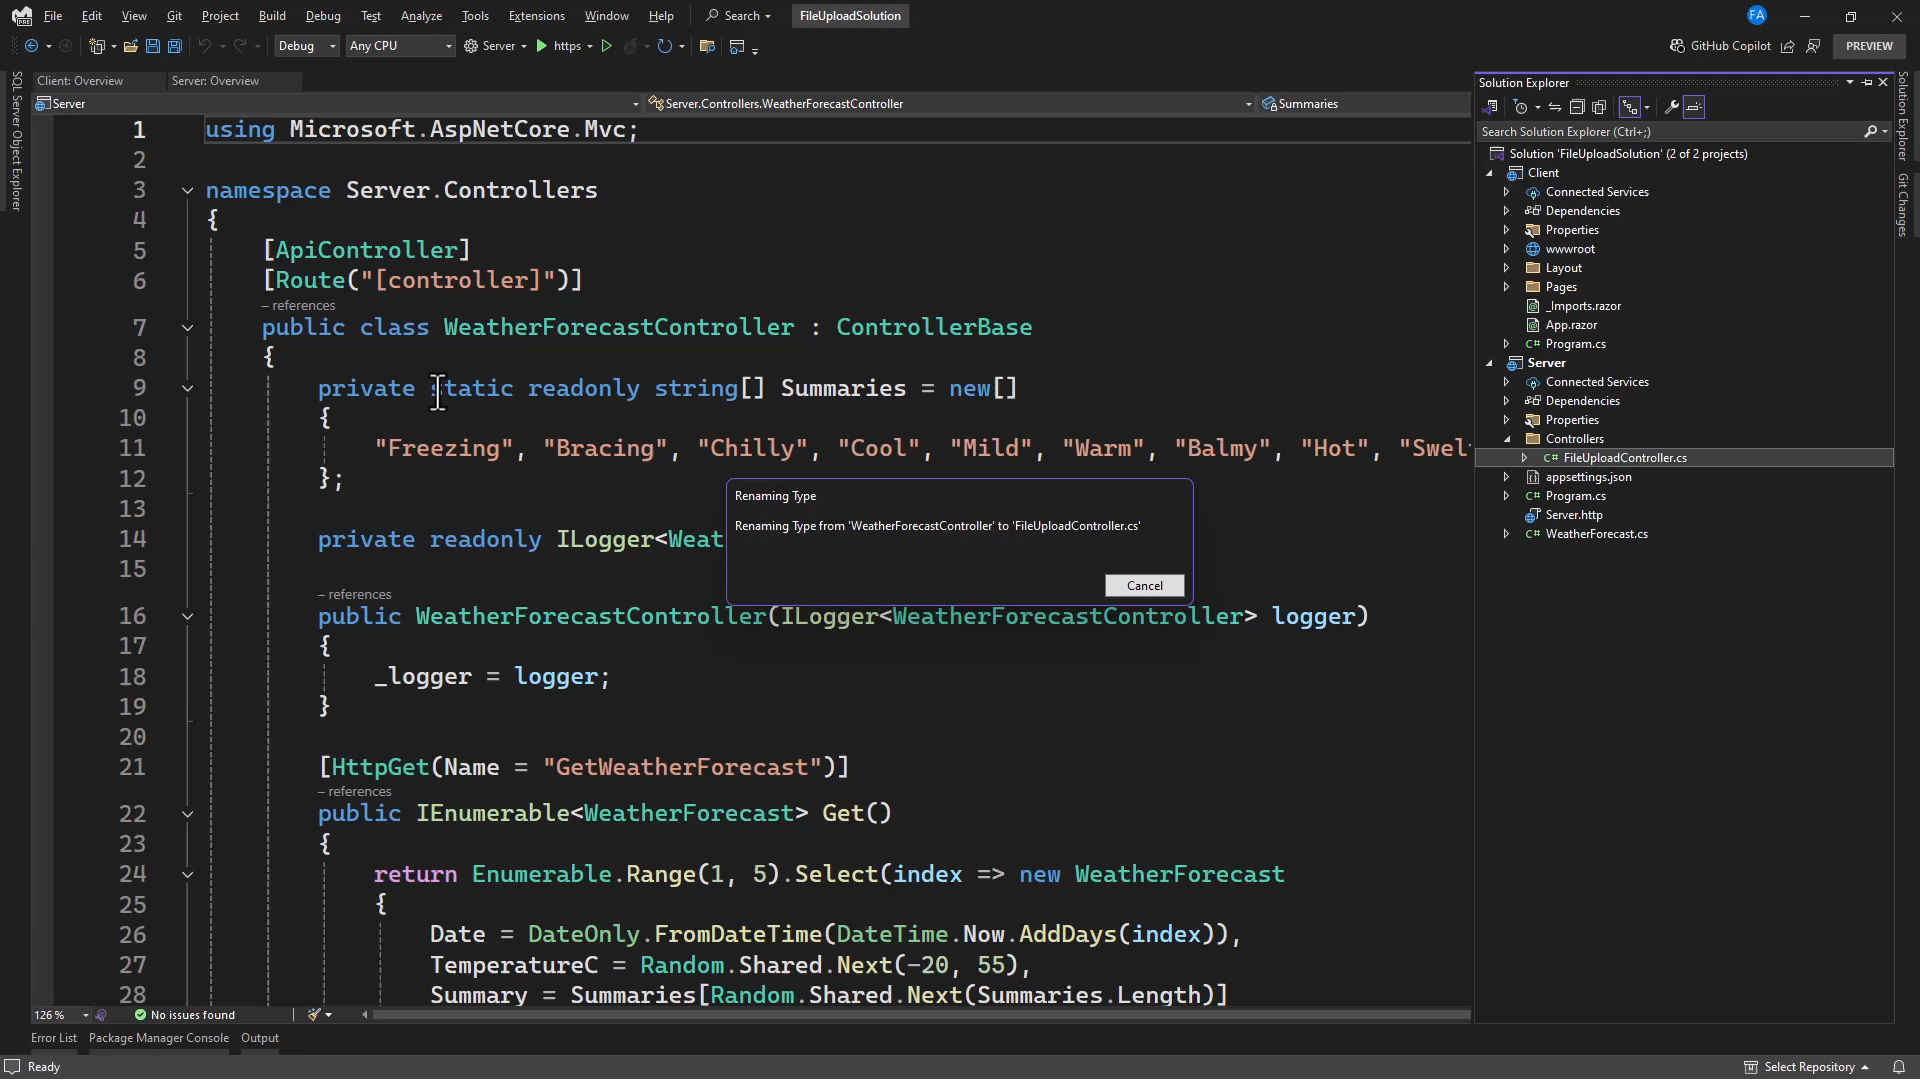 File Edit View Git Project Build Debug Test Analyze Tools Extensions Window Help Search FileUploadSolution FA
Debug Any CPU Server https GitHub Copilot PREVIEW
Client: Overview Server: Overview
Server Server.Controllers.WeatherForecastController Summaries
SQL Server Object Explorer
1 using Microsoft.AspNetCore.Mvc;
2
3 namespace Server.Controllers
4 {
5 [ApiController]
6 [Route("[controller]")]
– references
7 public class WeatherForecastController : ControllerBase
8 {
9 private static readonly string[] Summaries = new[]
10 {
11 "Freezing", "Bracing", "Chilly", "Cool", "Mild", "Warm", "Balmy", "Hot", "Swel
12 };
13
14 private readonly ILogger<Weat
15
– references
16 public WeatherForecastController(ILogger<WeatherForecastController> logger)
17 {
18 _logger = logger;
19 }
20
21 [HttpGet(Name = "GetWeatherForecast")]
– references
22 public IEnumerable<WeatherForecast> Get()
23 {
24 return Enumerable.Range(1, 5).Select(index => new WeatherForecast
25 {
26 Date = DateOnly.FromDateTime(DateTime.Now.AddDays(index)),
27 TemperatureC = Random.Shared.Next(-20, 55),
28 Summary = Summaries[Random.Shared.Next(Summaries.Length)]
Renaming Type
Renaming Type from 'WeatherForecastController' to 'FileUploadController.cs'
Cancel
Solution Explorer
Search Solution Explorer (Ctrl+;)
Solution 'FileUploadSolution' (2 of 2 projects)
Client
Connected Services
Dependencies
Properties
wwwroot
Layout
Pages
_Imports.razor
App.razor
C# Program.cs
Server
Connected Services
Dependencies
Properties
Controllers
C# FileUploadController.cs
appsettings.json
C# Program.cs
Server.http
C# WeatherForecast.cs
Solution Explorer
Git Changes
126 % No issues found
Error List Package Manager Console Output
Ready Select Repository